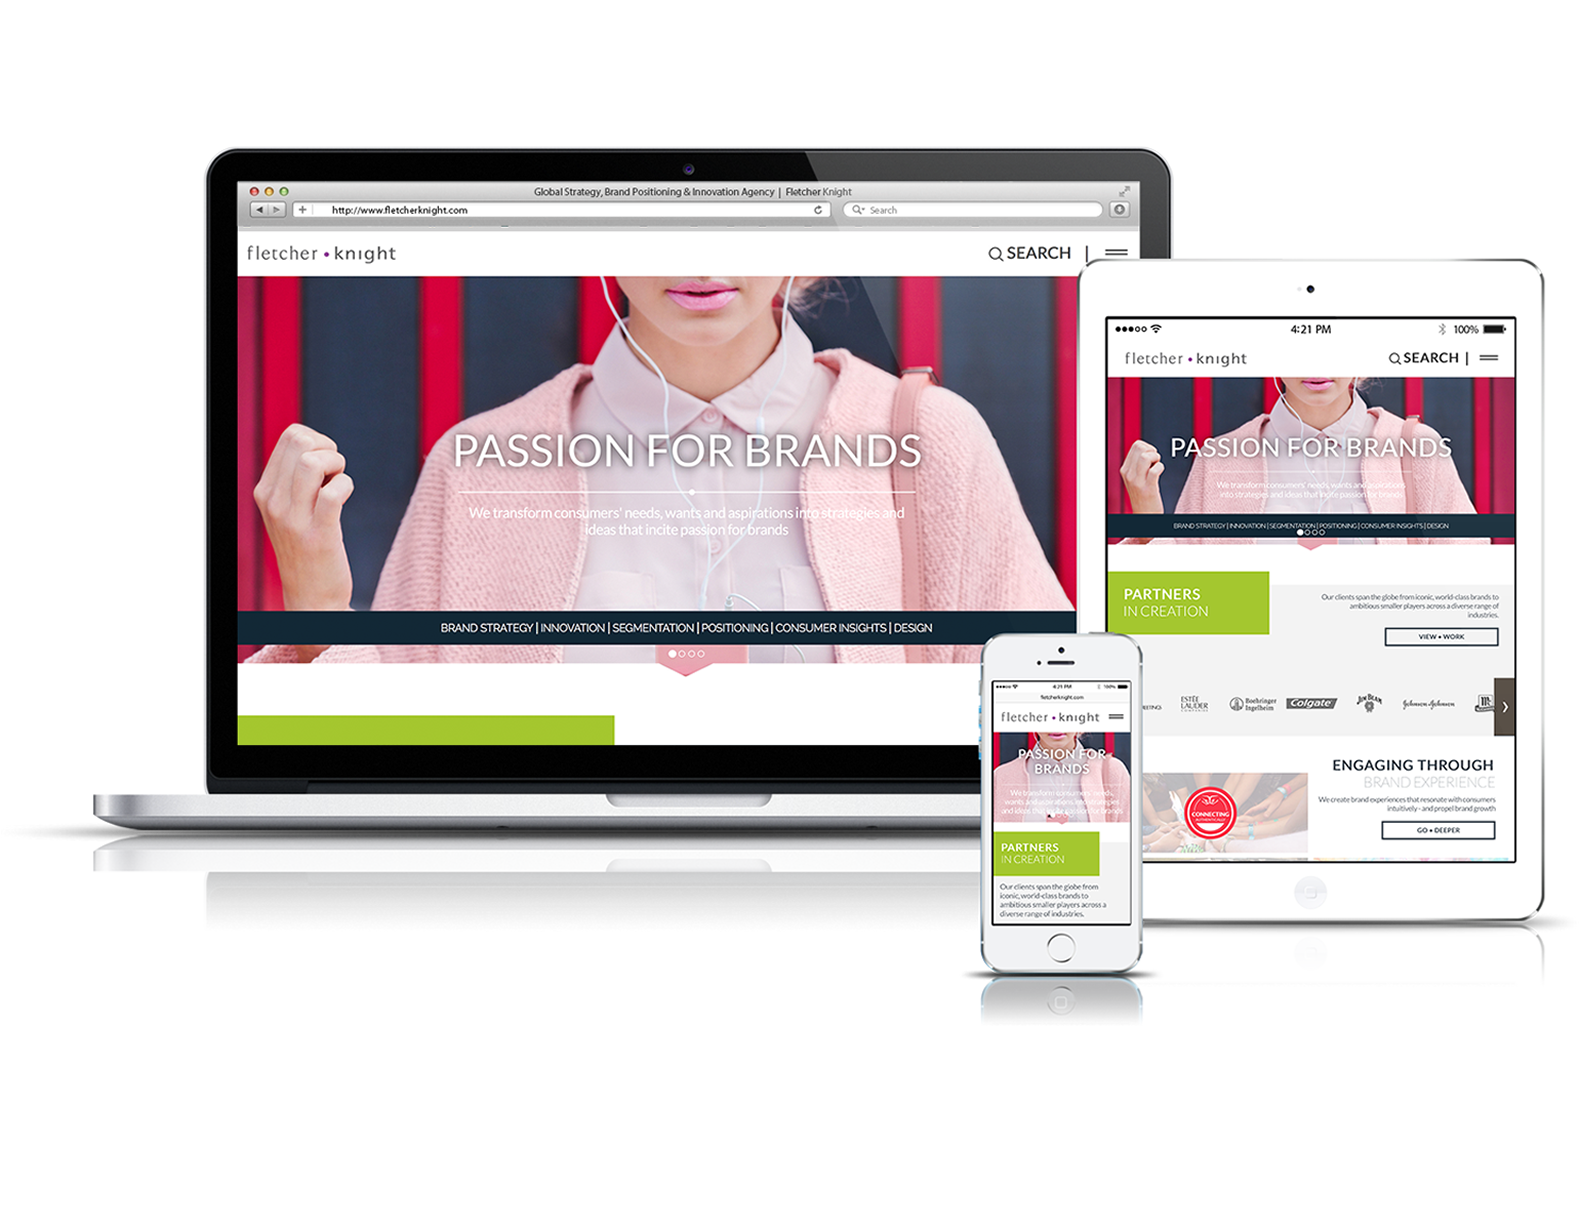 Global Strategy, Brand Positioning & Innovation Agency | Fletcher Knight
http://www.fletcherknight.com
Search
fletcher • knight
SEARCH |
PASSION FOR BRANDS
We transform consumers' needs, wants and aspirations into strategies and
ideas that incite passion for brands
BRAND STRATEGY | INNOVATION | SEGMENTATION | POSITIONING | CONSUMER INSIGHTS | DESIGN
4:21 PM
100%
fletcher • knight
SEARCH |
PASSION FOR BRANDS
We transform consumers' needs, wants and aspirations
into strategies and ideas that incite passion for brands
BRAND STRATEGY | INNOVATION | SEGMENTATION | POSITIONING | CONSUMER INSIGHTS | DESIGN
PARTNERS
IN CREATION
Our clients span the globe from iconic, world-class brands to
ambitious smaller players across a diverse range of
industries.
VIEW • WORK
ESTĒE
LAUDER
COMPANIES
Boehringer
Ingelheim
Colgate
JIM BEAM
Johnson & Johnson
ENGAGING THROUGH
BRAND EXPERIENCE
We create brand experiences that resonate with consumers
intuitively - and propel brand growth
GO • DEEPER
CONNECTING
AUTHENTICALLY
4:21 PM
100%
fletcherknight.com
fletcher • knight
PASSION FOR
BRANDS
We transform consumers' needs,
wants and aspirations into strategies
and ideas that incite passion for brands
PARTNERS
IN CREATION
Our clients span the globe from
iconic, world-class brands to
ambitious smaller players across a
diverse range of industries.